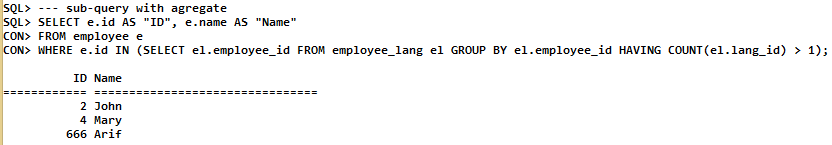 SQL> --- sub-query with agregate
SQL> SELECT e.id AS "ID", e.name AS "Name"
CON> FROM employee e
CON> WHERE e.id IN (SELECT el.employee_id FROM employee_lang el GROUP BY el.employee_id HAVING COUNT(el.lang_id) > 1);
ID Name
============ ================================
2 John
4 Mary
666 Arif